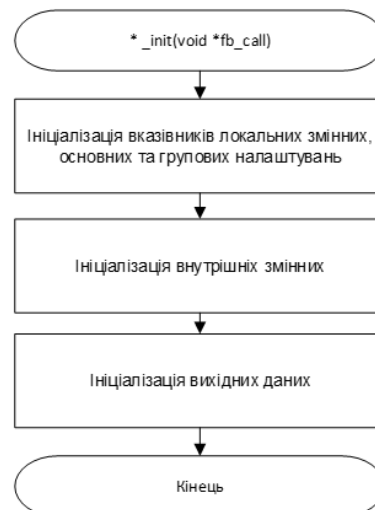 * _init(void *fb_call)
Ініціалізація вказівників локальних змінних,
основних та групових налаштувань
Ініціалізація внутрішніх змінних
Ініціалізація вихідних даних
Кінець